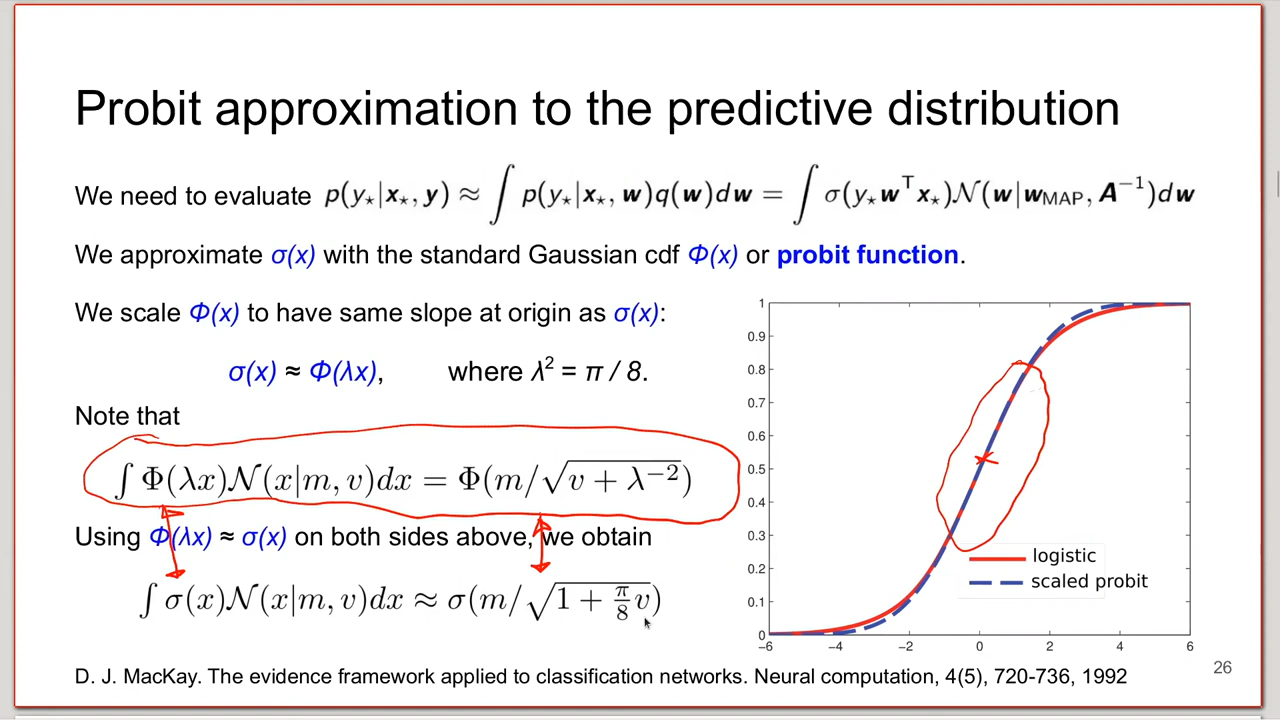 Probit approximation to the predictive distribution
We need to evaluate p(y⋆|x⋆, y) ≈ ∫ p(y⋆|x⋆, w)q(w)dw = ∫ σ(y⋆wᵀx⋆)𝒩(w|w_MAP, A⁻¹)dw
We approximate σ(x) with the standard Gaussian cdf Φ(x) or probit function.
We scale Φ(x) to have same slope at origin as σ(x):
σ(x) ≈ Φ(λx), where λ² = π / 8.
Note that
∫ Φ(λx)𝒩(x|m, v)dx = Φ(m/√(v + λ⁻²))
Using Φ(λx) ≈ σ(x) on both sides above, we obtain
∫ σ(x)𝒩(x|m, v)dx ≈ σ(m/√(1 + π/8 v))
1
0.9
0.8
0.7
0.6
0.5
0.4
0.3
0.2
0.1
0
−6 −4 −2 0 2 4 6
logistic
scaled probit
D. J. MacKay. The evidence framework applied to classification networks. Neural computation, 4(5), 720-736, 1992
26